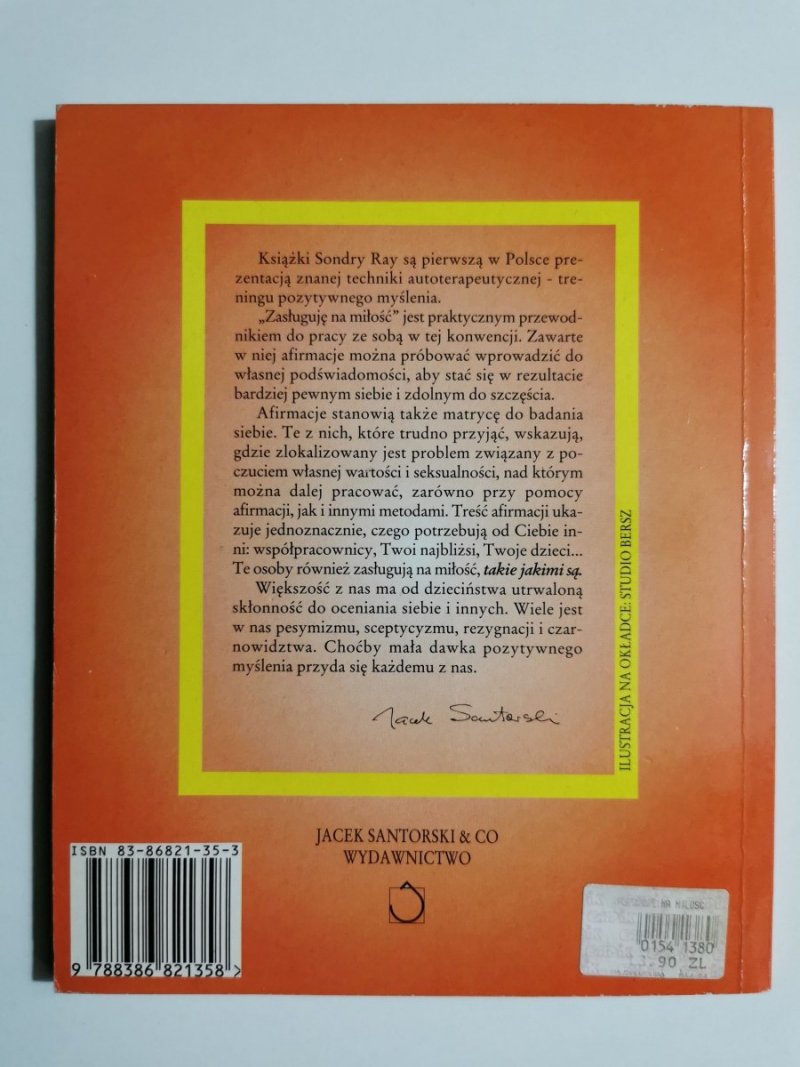 Książki Sondry Ray są pierwszą w Polsce pre-
zentacją znanej techniki autoterapeutycznej - tre-
ningu pozytywnego myślenia.
„Zasługuję na miłość” jest praktycznym przewod-
nikiem do pracy ze sobą w tej konwencji. Zawarte
w niej afirmacje można próbować wprowadzić do
własnej podświadomości, aby stać się w rezultacie
bardziej pewnym siebie i zdolnym do szczęścia.
Afirmacje stanowią także matrycę do badania
siebie. Te z nich, które trudno przyjąć, wskazują,
gdzie zlokalizowany jest problem związany z po-
czuciem własnej wartości i seksualności, nad którym
można dalej pracować, zarówno przy pomocy
afirmacji, jak i innymi metodami. Treść afirmacji uka-
zuje jednoznacznie, czego potrzebują od Ciebie in-
ni: współpracownicy, Twoi najbliżsi, Twoje dzieci...
Te osoby również zasługują na miłość, takie jakimi są.
Większość z nas ma od dzieciństwa utrwaloną
skłonność do oceniania siebie i innych. Wiele jest
w nas pesymizmu, sceptycyzmu, rezygnacji i czar-
nowidztwa. Choćby mała dawka pozytywnego
myślenia przyda się każdemu z nas.
Jacek Santorski
ILUSTRACJA NA OKŁADCE: STUDIO BERSZ
JACEK SANTORSKI & CO
WYDAWNICTWO
ISBN 83-86821-35-3
9 788386 821358 >
NA MIŁOŚĆ
0154 1380
.90 ZL